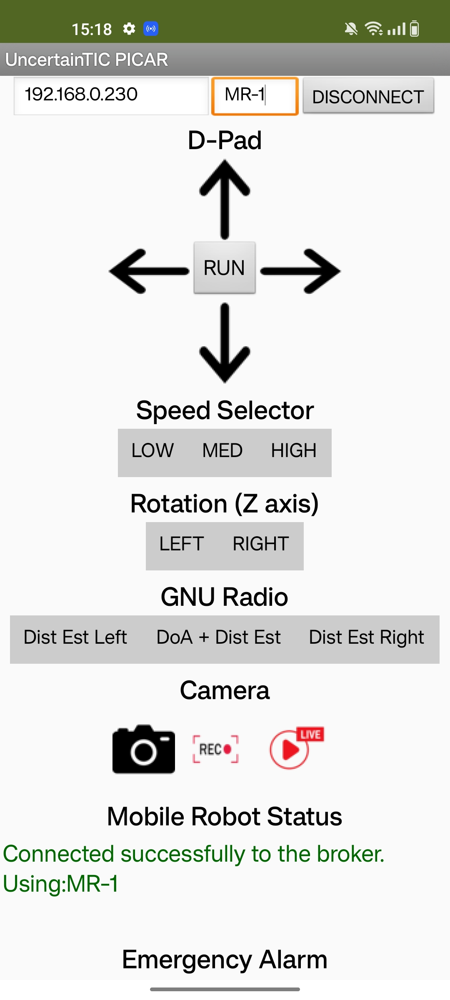 15:18
UncertainTIC PICAR
192.168.0.230 MR-1 DISCONNECT
D-Pad
RUN
Speed Selector
LOW MED HIGH
Rotation (Z axis)
LEFT RIGHT
GNU Radio
Dist Est Left DoA + Dist Est Dist Est Right
Camera
REC LIVE
Mobile Robot Status
Connected successfully to the broker.
Using:MR-1
Emergency Alarm